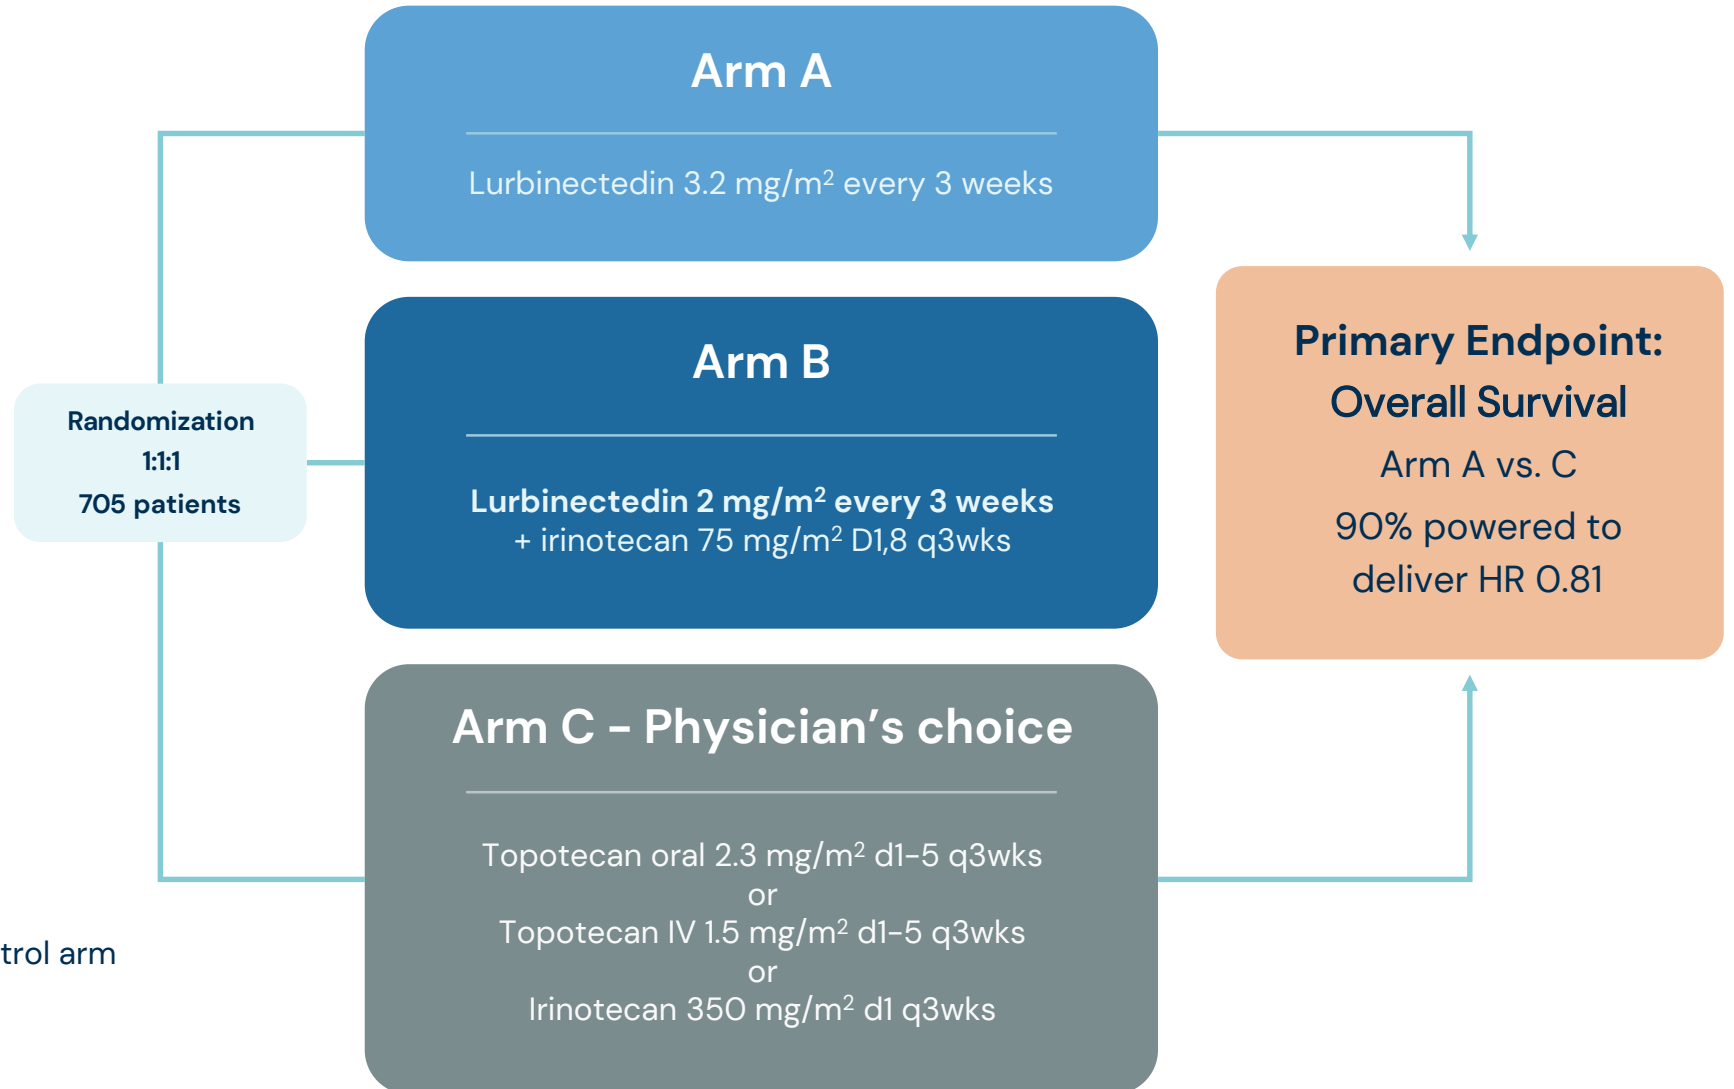 Arm A
Lurbinectedin 3.2 mg/m² every 3 weeks
Randomization
1:1:1
705 patients
Arm B
Lurbinectedin 2 mg/m² every 3 weeks
+ irinotecan 75 mg/m² D1,8 q3wks
Primary Endpoint:
Overall Survival
Arm A vs. C
90% powered to
deliver HR 0.81
Arm C – Physician’s choice
Topotecan oral 2.3 mg/m² d1-5 q3wks
or
Topotecan IV 1.5 mg/m² d1-5 q3wks
or
Irinotecan 350 mg/m² d1 q3wks
trol arm